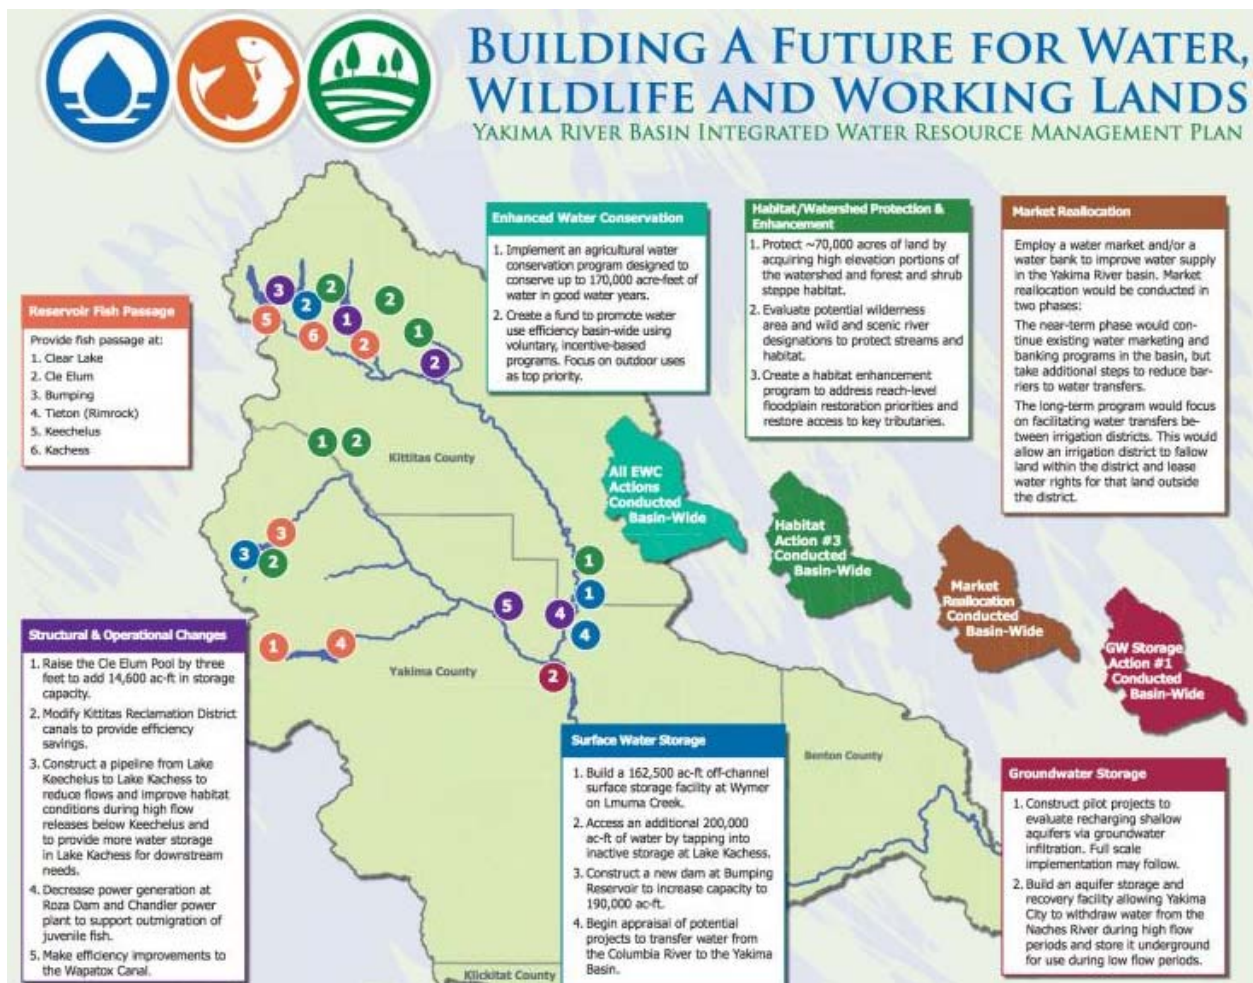 BUILDING A FUTURE FOR WATER,
WILDLIFE AND WORKING LANDS
YAKIMA RIVER BASIN INTEGRATED WATER RESOURCE MANAGEMENT PLAN
Reservoir Fish Passage
Provide fish passage at:
1. Clear Lake
2. Cle Elum
3. Bumping
4. Tieton (Rimrock)
5. Keechelus
6. Kachess
Enhanced Water Conservation
1. Implement an agricultural water
conservation program designed to
conserve up to 170,000 acre-feet of
water in good water years.
2. Create a fund to promote water
use efficiency basin-wide using
voluntary, incentive-based
programs. Focus on outdoor uses
as top priority.
Habitat/Watershed Protection &
Enhancement
1. Protect ~70,000 acres of land by
acquiring high elevation portions of
the watershed and forest and shrub
steppe habitat.
2. Evaluate potential wilderness
area and wild and scenic river
designations to protect streams and
habitat.
3. Create a habitat enhancement
program to address reach-level
floodplain restoration priorities and
restore access to key tributaries.
Market Reallocation
Employ a water market and/or a
water bank to improve water supply
in the Yakima River basin. Market
reallocation would be conducted in
two phases:
The near-term phase would con-
tinue existing water marketing and
banking programs in the basin, but
take additional steps to reduce bar-
riers to water transfers.
The long-term program would focus
on facilitating water transfers be-
tween irrigation districts. This would
allow an irrigation district to fallow
land within the district and lease
water rights for that land outside
the district.
3
2
2
2
5
6
1
2
1
2
1
2
Kittitas County
3
3
2
1
4
5
4
1
1
4
2
Yakima County
Benton County
Klickitat County
All EWC
Actions
Conducted
Basin-Wide
Habitat
Action #3
Conducted
Basin-Wide
Market
Reallocation
Conducted
Basin-Wide
GW Storage
Action #1
Conducted
Basin-Wide
Structural & Operational Changes
1. Raise the Cle Elum Pool by three
feet to add 14,600 ac-ft in storage
capacity.
2. Modify Kittitas Reclamation District
canals to provide efficiency
savings.
3. Construct a pipeline from Lake
Keechelus to Lake Kachess to
reduce flows and improve habitat
conditions during high flow
releases below Keechelus and
to provide more water storage
in Lake Kachess for downstream
needs.
4. Decrease power generation at
Roza Dam and Chandler power
plant to support outmigration of
juvenile fish.
5. Make efficiency improvements to
the Wapatox Canal.
Surface Water Storage
1. Build a 162,500 ac-ft off-channel
surface storage facility at Wymer
on Lmuma Creek.
2. Access an additional 200,000
ac-ft of water by tapping into
inactive storage at Lake Kachess.
3. Construct a new dam at Bumping
Reservoir to increase capacity to
190,000 ac-ft.
4. Begin appraisal of potential
projects to transfer water from
the Columbia River to the Yakima
Basin.
Groundwater Storage
1. Construct pilot projects to
evaluate recharging shallow
aquifers via groundwater
infiltration. Full scale
implementation may follow.
2. Build an aquifer storage and
recovery facility allowing Yakima
City to withdraw water from the
Naches River during high flow
periods and store it underground
for use during low flow periods.